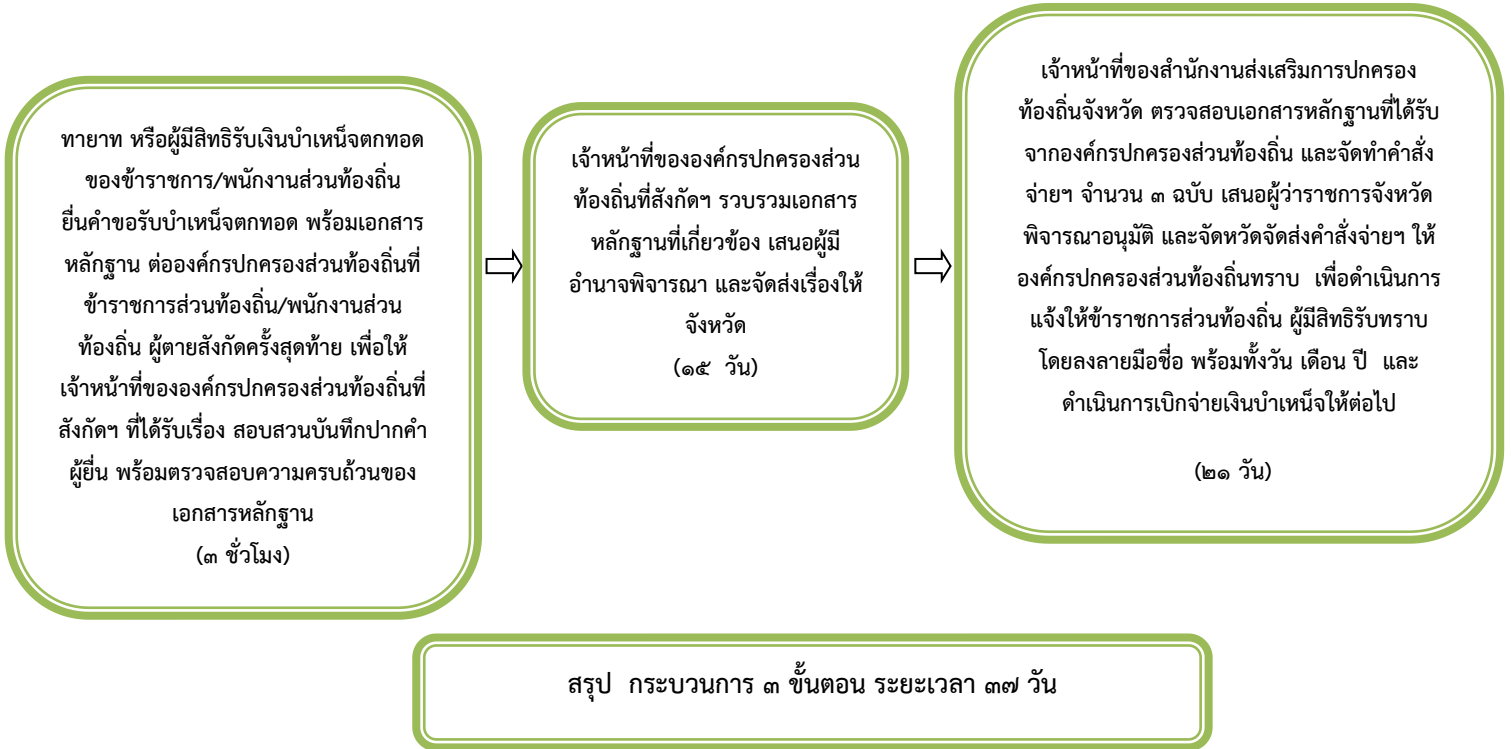 ทายาท หรือผู้มีสิทธิรับเงินบำเหน็จตกทอด
ของข้าราชการ/พนักงานส่วนท้องถิ่น
ยื่นคำขอรับบำเหน็จตกทอด พร้อมเอกสาร
หลักฐาน ต่อองค์กรปกครองส่วนท้องถิ่นที่
ข้าราชการส่วนท้องถิ่น/พนักงานส่วน
ท้องถิ่น ผู้ตายสังกัดครั้งสุดท้าย เพื่อให้
เจ้าหน้าที่ขององค์กรปกครองส่วนท้องถิ่นที่
สังกัดฯ ที่ได้รับเรื่อง สอบสวนบันทึกปากคำ
ผู้ยื่น พร้อมตรวจสอบความครบถ้วนของ
เอกสารหลักฐาน
(๓ ชั่วโมง)
เจ้าหน้าที่ขององค์กรปกครองส่วน
ท้องถิ่นที่สังกัดฯ รวบรวมเอกสาร
หลักฐานที่เกี่ยวข้อง เสนอผู้มี
อำนาจพิจารณา และจัดส่งเรื่องให้
จังหวัด
(๑๕ วัน)
เจ้าหน้าที่ของสำนักงานส่งเสริมการปกครอง
ท้องถิ่นจังหวัด ตรวจสอบเอกสารหลักฐานที่ได้รับ
จากองค์กรปกครองส่วนท้องถิ่น และจัดทำคำสั่ง
จ่ายฯ จำนวน ๓ ฉบับ เสนอผู้ว่าราชการจังหวัด
พิจารณาอนุมัติ และจัดหวัดจัดส่งคำสั่งจ่ายฯ ให้
องค์กรปกครองส่วนท้องถิ่นทราบ เพื่อดำเนินการ
แจ้งให้ข้าราชการส่วนท้องถิ่น ผู้มีสิทธิรับทราบ
โดยลงลายมือชื่อ พร้อมทั้งวัน เดือน ปี และ
ดำเนินการเบิกจ่ายเงินบำเหน็จให้ต่อไป
(๒๑ วัน)
สรุป กระบวนการ ๓ ขั้นตอน ระยะเวลา ๓๗ วัน